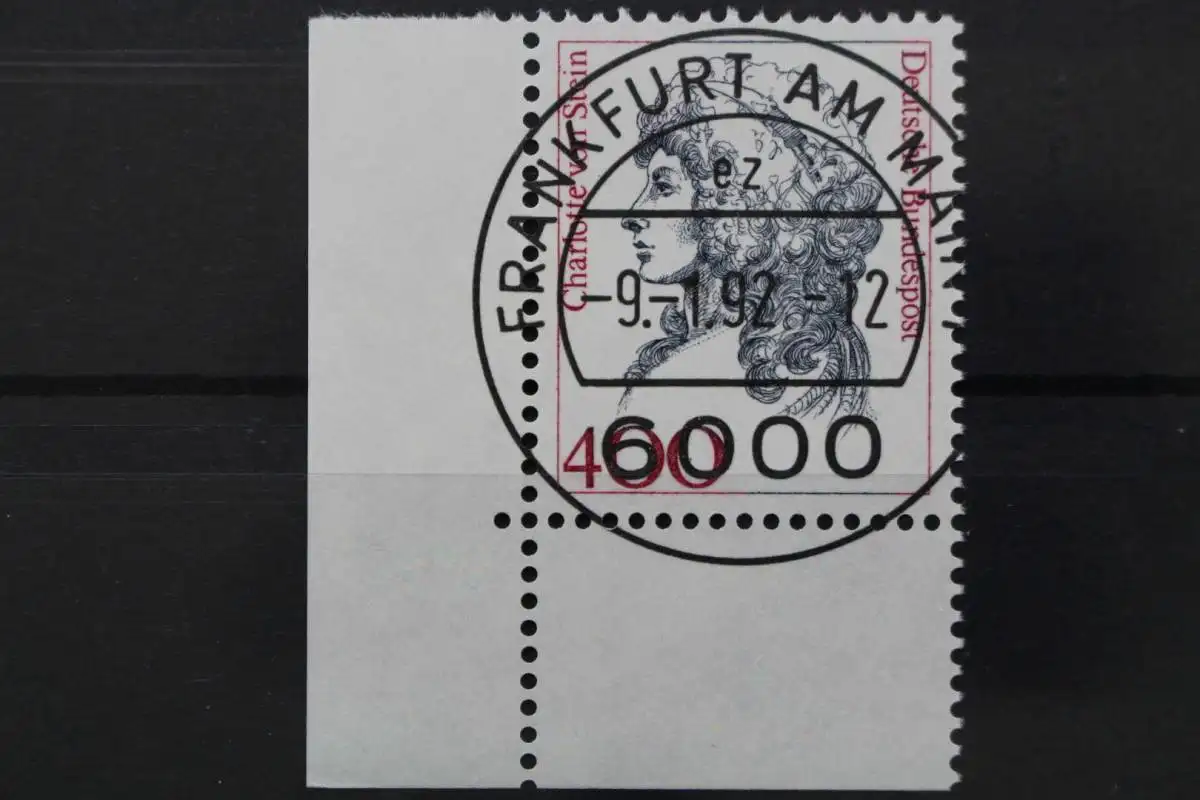 Charlotte von Stein
Deutsche Bundespost
400
FRANKFURT AM MAIN
ez
-9.-1.92-12
6000